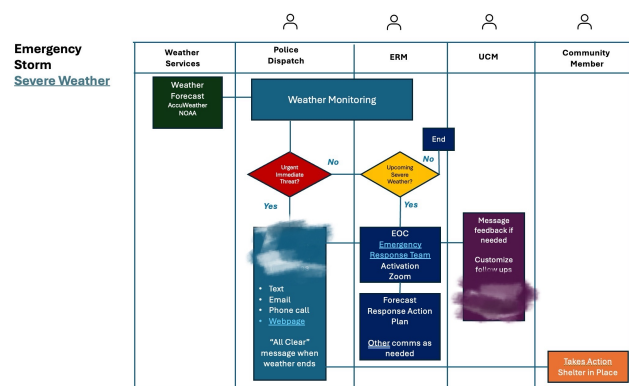 Emergency
Storm
Severe Weather
Weather
Services
Police
Dispatch
ERM
UCM
Community
Member
Weather
Forecast
AccuWeather
NOAA
Weather Monitoring
End
Urgent
Immediate
Threat?
No
Upcoming
Severe
Weather?
No
Yes
Yes
• Text
• Email
• Phone call
• Webpage
"All Clear"
message when
weather ends
EOC
Emergency
Response Team
Activation
Zoom
Forecast
Response Action
Plan
Other comms as
needed
Message
feedback if
needed
Customize
follow ups
Takes Action
Shelter in Place